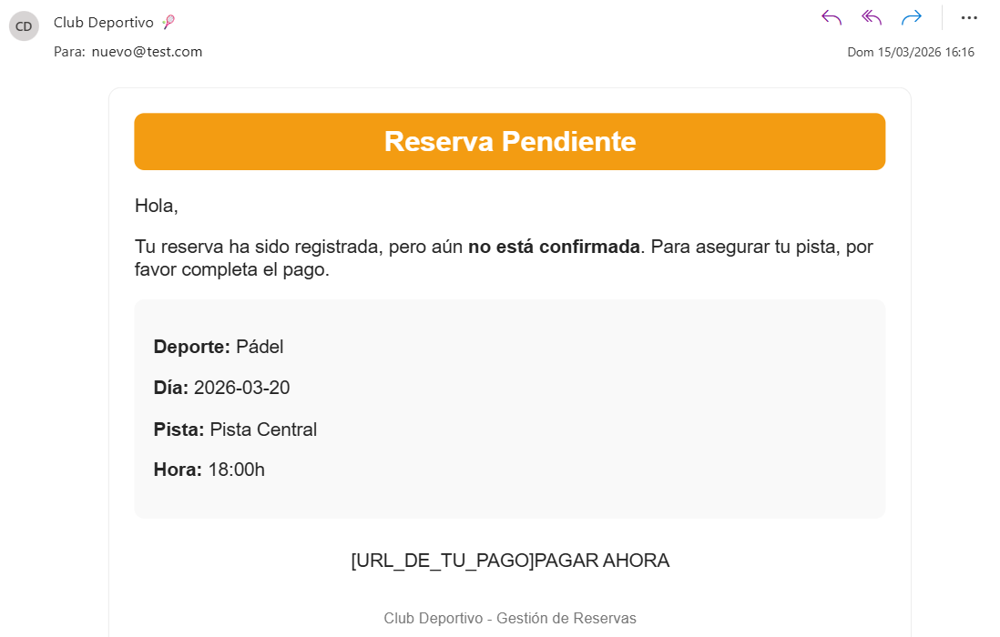 CD
Club Deportivo
Para: nuevo@test.com
Dom 15/03/2026 16:16
Reserva Pendiente
Hola,
Tu reserva ha sido registrada, pero aún no está confirmada. Para asegurar tu pista, por
favor completa el pago.
Deporte: Pádel
Día: 2026-03-20
Pista: Pista Central
Hora: 18:00h
[URL_DE_TU_PAGO]PAGAR AHORA
Club Deportivo - Gestión de Reservas